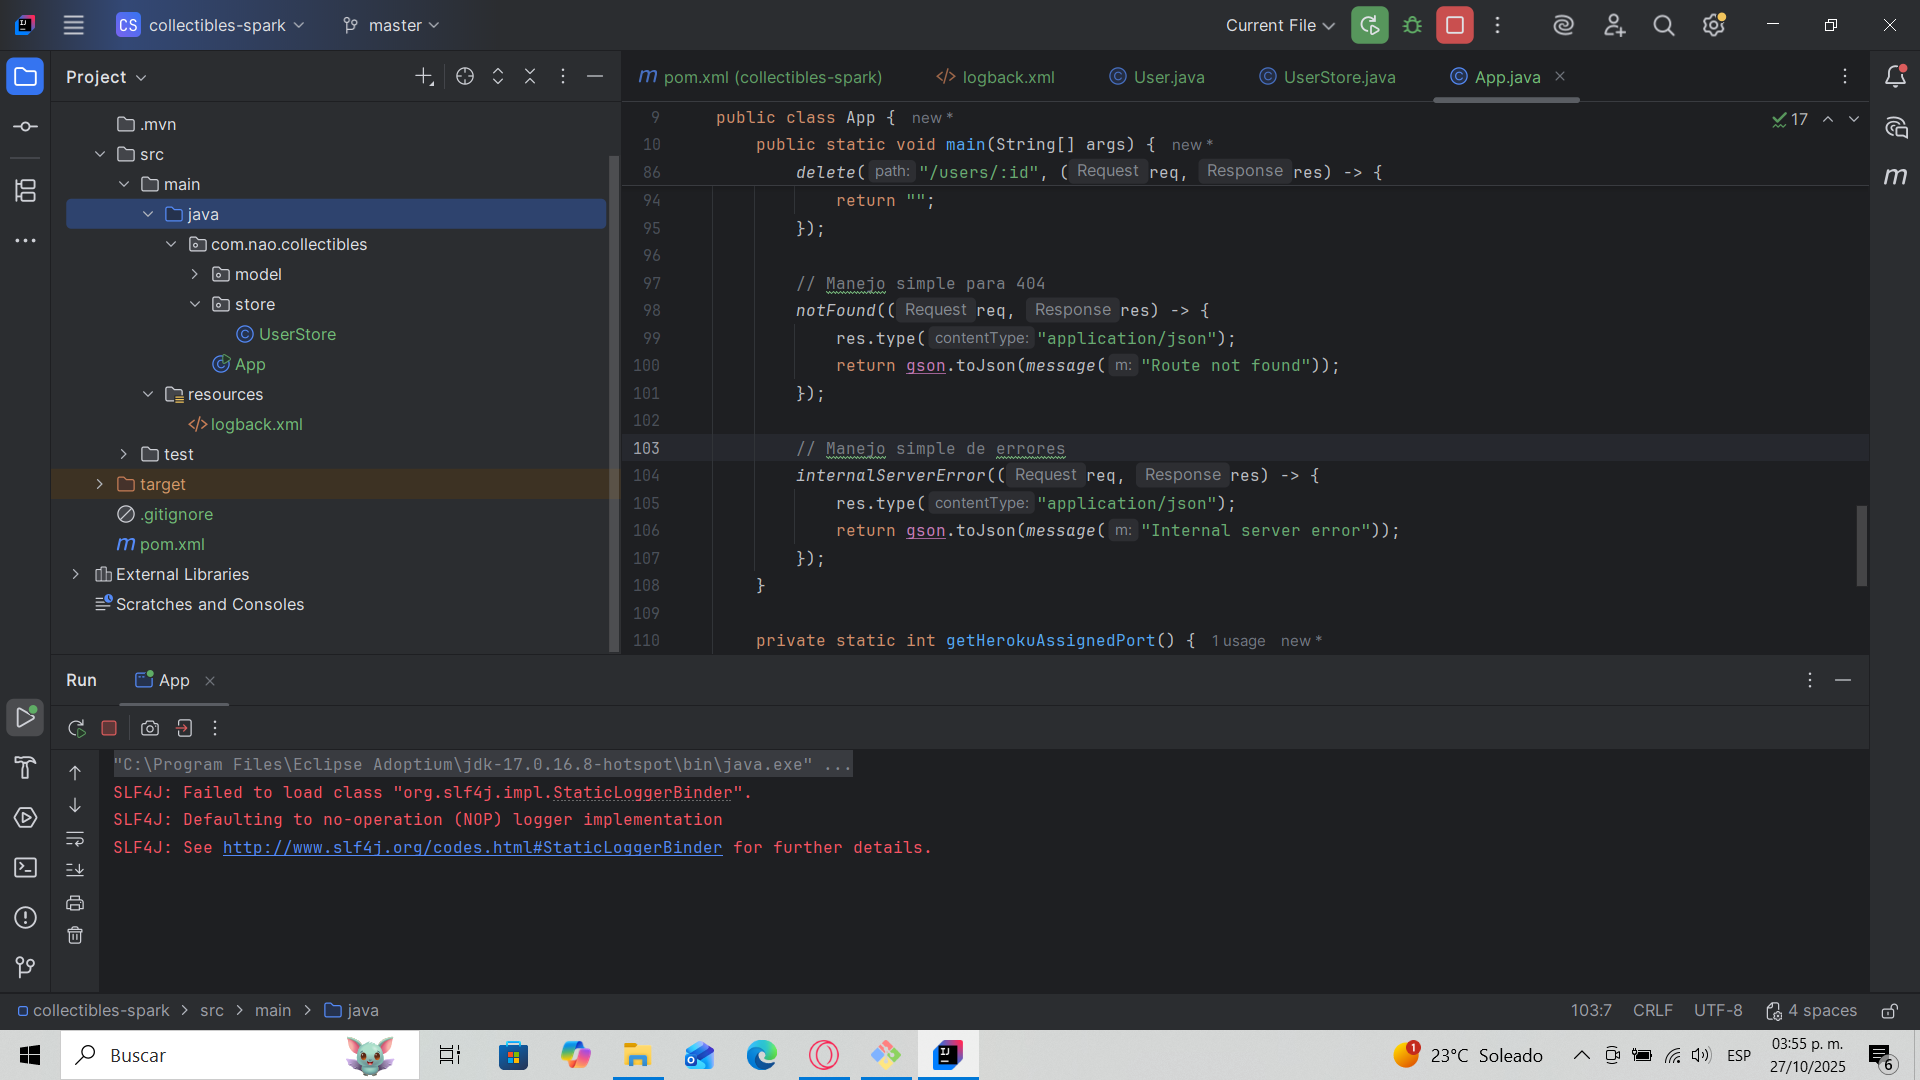 CS collectibles-spark
master
Current File
Project
.mvn
src
main
java
com.nao.collectibles
model
store
UserStore
App
resources
logback.xml
test
target
.gitignore
pom.xml
External Libraries
Scratches and Consoles
pom.xml (collectibles-spark)
logback.xml
User.java
UserStore.java
App.java
17
9 public class App { new *
10 public static void main(String[] args) { new *
86 delete( path: "/users/:id", ( Request req, Response res) -> {
94 return "";
95 });
96
97 // Manejo simple para 404
98 notFound(( Request req, Response res) -> {
99 res.type( contentType: "application/json");
100 return gson.toJson(message( m: "Route not found"));
101 });
102
103 // Manejo simple de errores
104 internalServerError(( Request req, Response res) -> {
105 res.type( contentType: "application/json");
106 return gson.toJson(message( m: "Internal server error"));
107 });
108 }
109
110 private static int getHerokuAssignedPort() { 1 usage new *
Run
App
"C:\Program Files\Eclipse Adoptium\jdk-17.0.16.8-hotspot\bin\java.exe" ...
SLF4J: Failed to load class "org.slf4j.impl.StaticLoggerBinder".
SLF4J: Defaulting to no-operation (NOP) logger implementation
SLF4J: See http://www.slf4j.org/codes.html#StaticLoggerBinder for further details.
collectibles-spark > src > main > java
103:7 CRLF UTF-8 4 spaces
Buscar
1
23°C Soleado
ESP
03:55 p. m.
27/10/2025
6